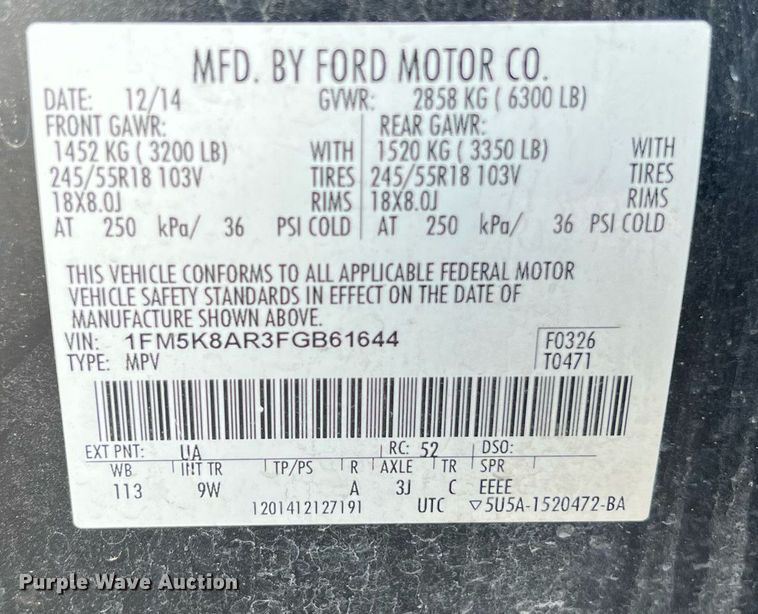 MFD. BY FORD MOTOR CO.
DATE: 12/14 GVWR: 2858 KG ( 6300 LB)
FRONT GAWR: REAR GAWR:
1452 KG ( 3200 LB) WITH 1520 KG ( 3350 LB) WITH
245/55R18 103V TIRES 245/55R18 103V TIRES
18X8.0J RIMS 18X8.0J RIMS
AT 250 kPa/ 36 PSI COLD AT 250 kPa/ 36 PSI COLD
THIS VEHICLE CONFORMS TO ALL APPLICABLE FEDERAL MOTOR
VEHICLE SAFETY STANDARDS IN EFFECT ON THE DATE OF
MANUFACTURE SHOWN ABOVE.
VIN: 1FM5K8AR3FGB61644 F0326
TYPE: MPV T0471
EXT PNT: UA RC: 52 DSO:
WB INT TR TP/PS R AXLE TR SPR
113 9W A 3J C EEEE
1201412127191 UTC ▽5U5A-1520472-BA
Purple Wave Auction